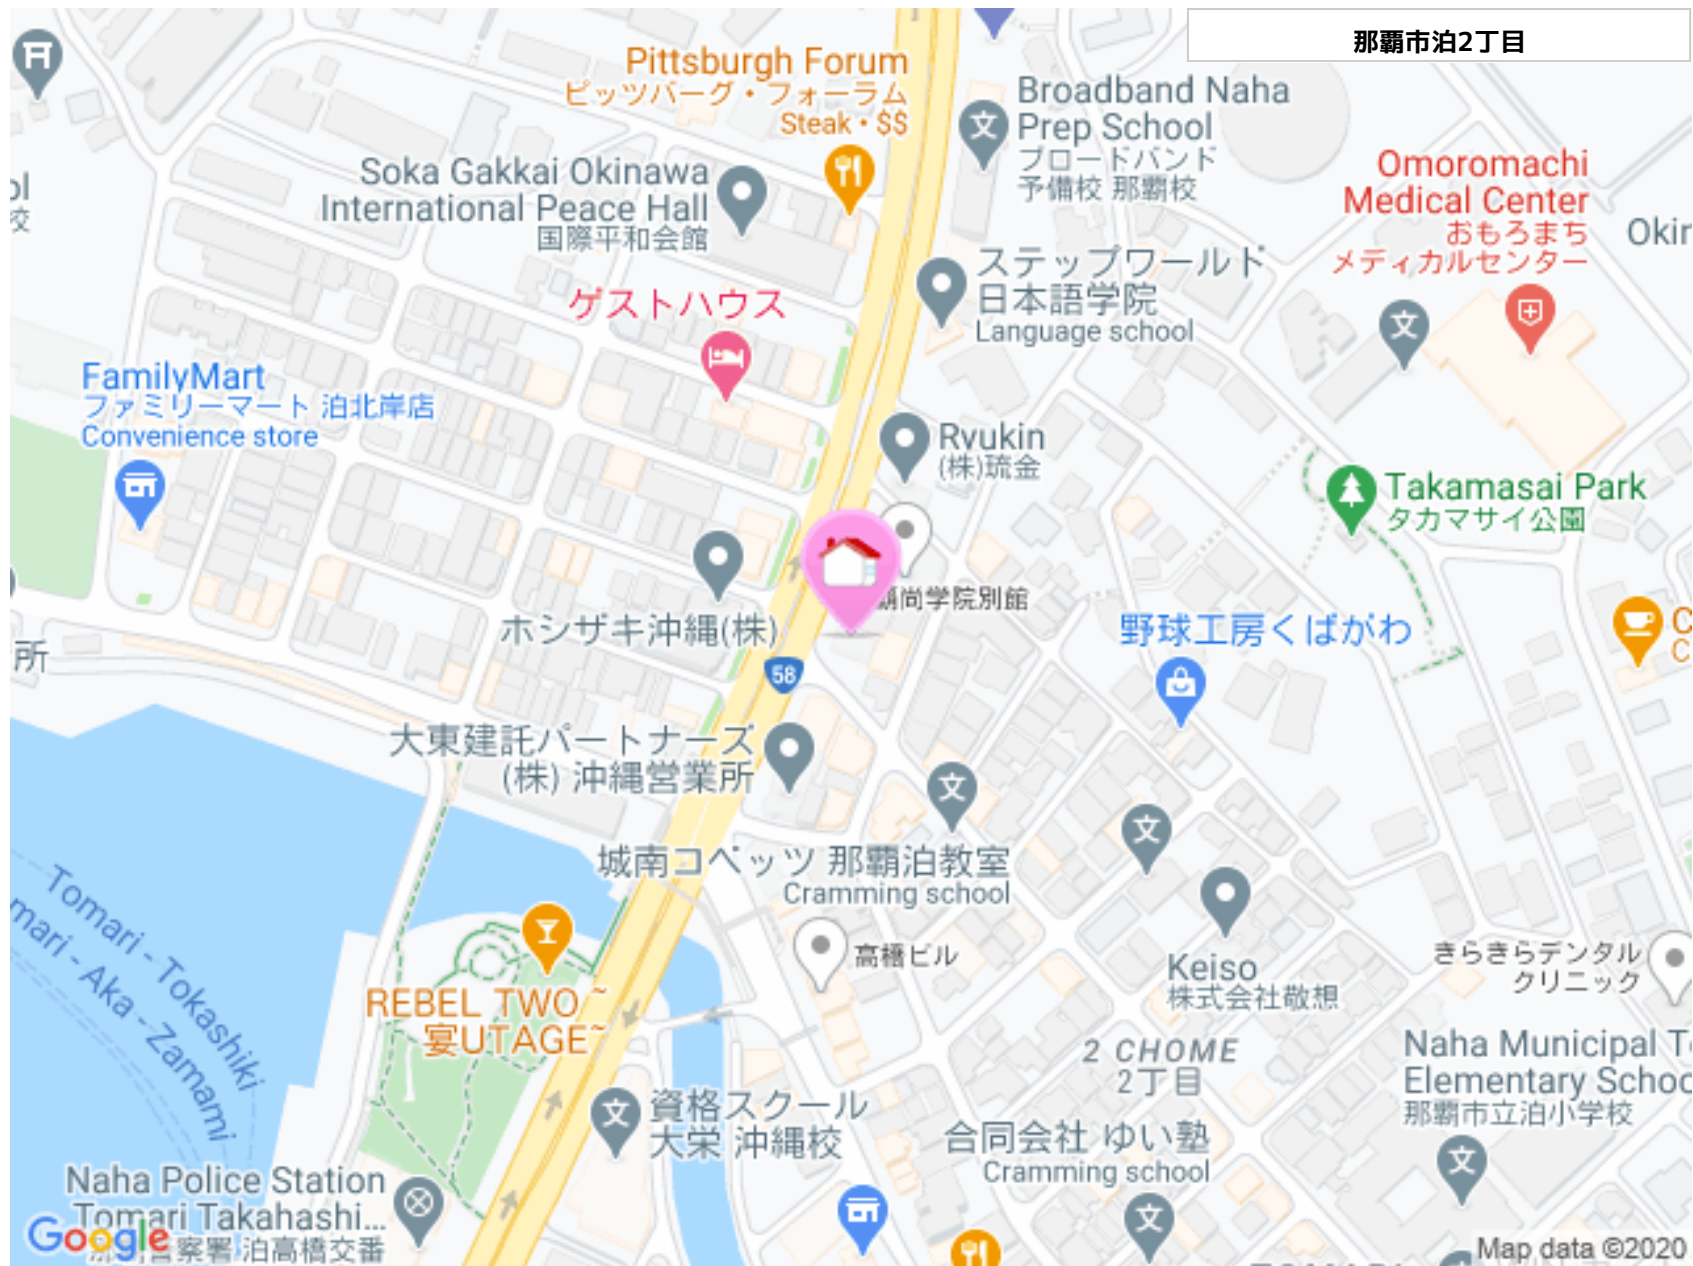 那覇市泊2丁目
Pittsburgh Forum
ピッツバーグ・フォーラム
Steak • $$
Broadband Naha
Prep School
ブロードバンド
予備校 那覇校
Soka Gakkai Okinawa
International Peace Hall
国際平和会館
Omoromachi
Medical Center
おもろまち
メディカルセンター
校
ステップワールド
日本語学院
Language school
ゲストハウス
FamilyMart
ファミリーマート 泊北岸店
Convenience store
Ryukin
(株)琉金
Takamasai Park
タカマサイ公園
尚学院別館
ホシザキ沖縄(株)
野球工房くばがわ
所
58
大東建託パートナーズ
(株) 沖縄営業所
城南コベッツ 那覇泊教室
Cramming school
Tomari - Tokashiki
mari - Aka - Zamami
高橋ビル
きらきらデンタル
クリニック
Keiso
株式会社敬想
REBEL TWO ~
宴UTAGE~
2 CHOME
2丁目
Naha Municipal T
Elementary Schoo
那覇市立泊小学校
資格スクール
大栄 沖縄校
合同会社 ゆい塾
Cramming school
Naha Police Station
Tomari Takahashi...
察署 泊高橋交番
Google
Map data ©2020